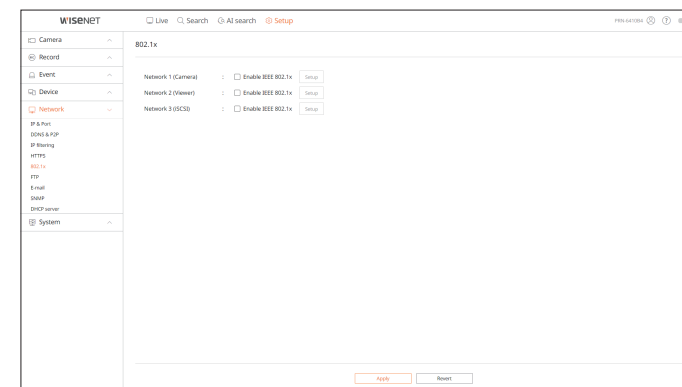 WISENET
Live Search AI search Setup
Camera
Record
Event
Device
Network
IP & Port
DDNS & P2P
IP filtering
HTTPS
802.1x
FTP
E-mail
SNMP
DHCP server
System
802.1x
Network 1 (Camera) : Enable IEEE 802.1x Setup
Network 2 (Viewer) : Enable IEEE 802.1x Setup
Network 3 (iSCSI) : Enable IEEE 802.1x Setup
Apply Revert